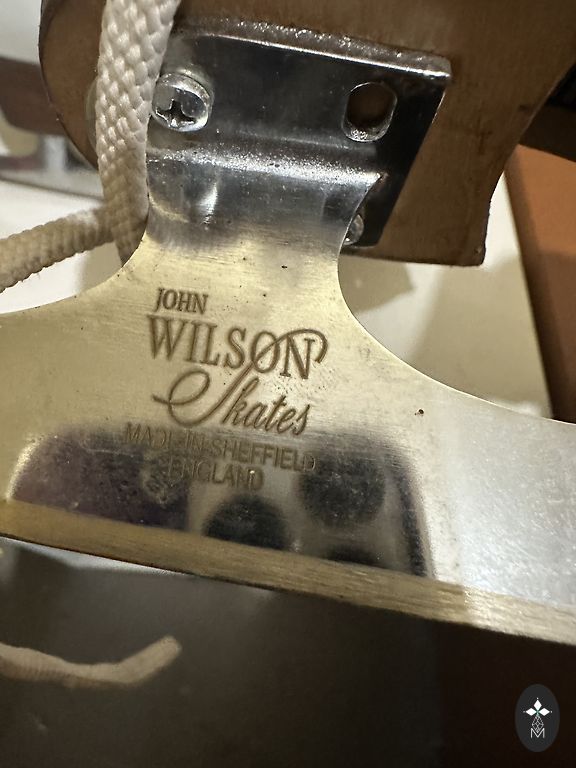 JOHN
WILSON
Skates
MADE IN SHEFFIELD
ENGLAND
M